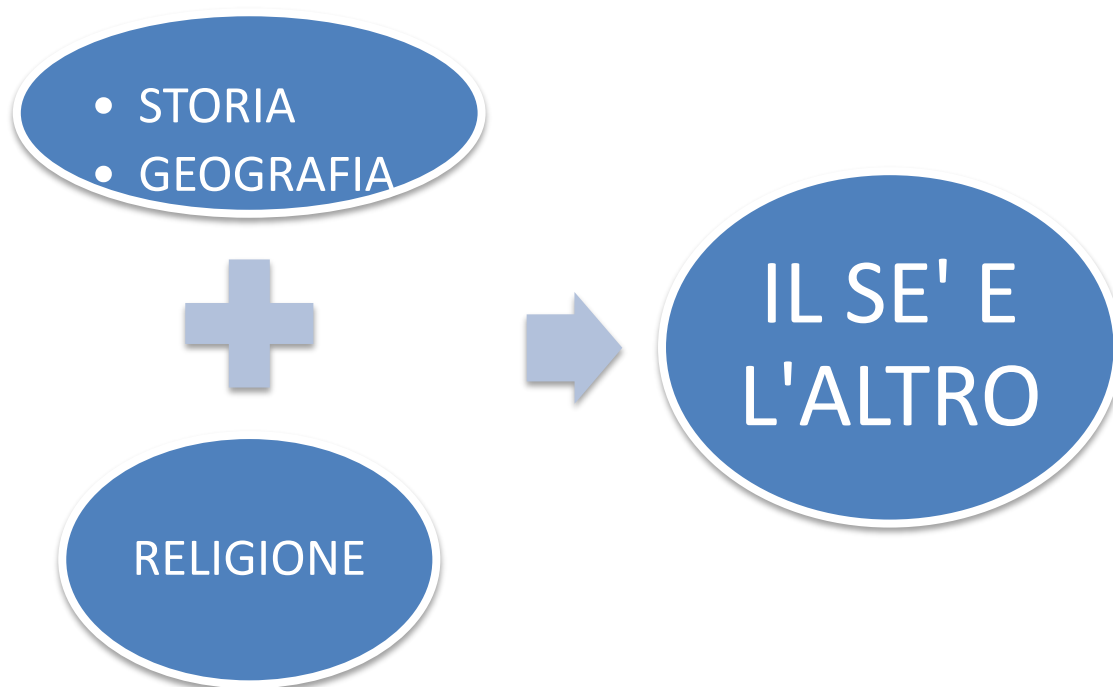 • STORIA
• GEOGRAFIA
RELIGIONE
IL SE' E
L'ALTRO